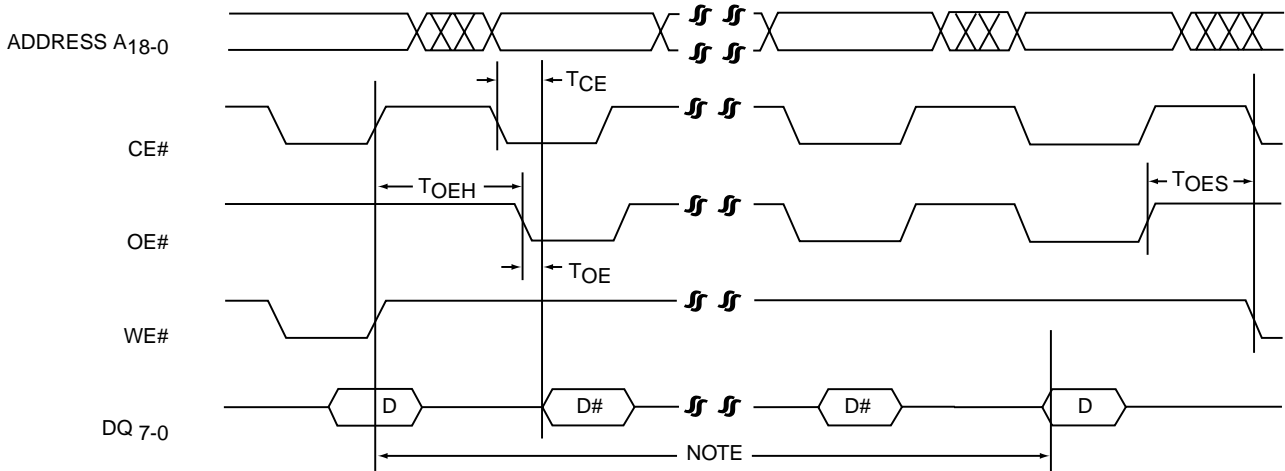 ADDRESS A18-0
TCE
CE#
TOEH
TOES
OE#
TOE
WE#
D D# D# D
DQ 7-0
NOTE